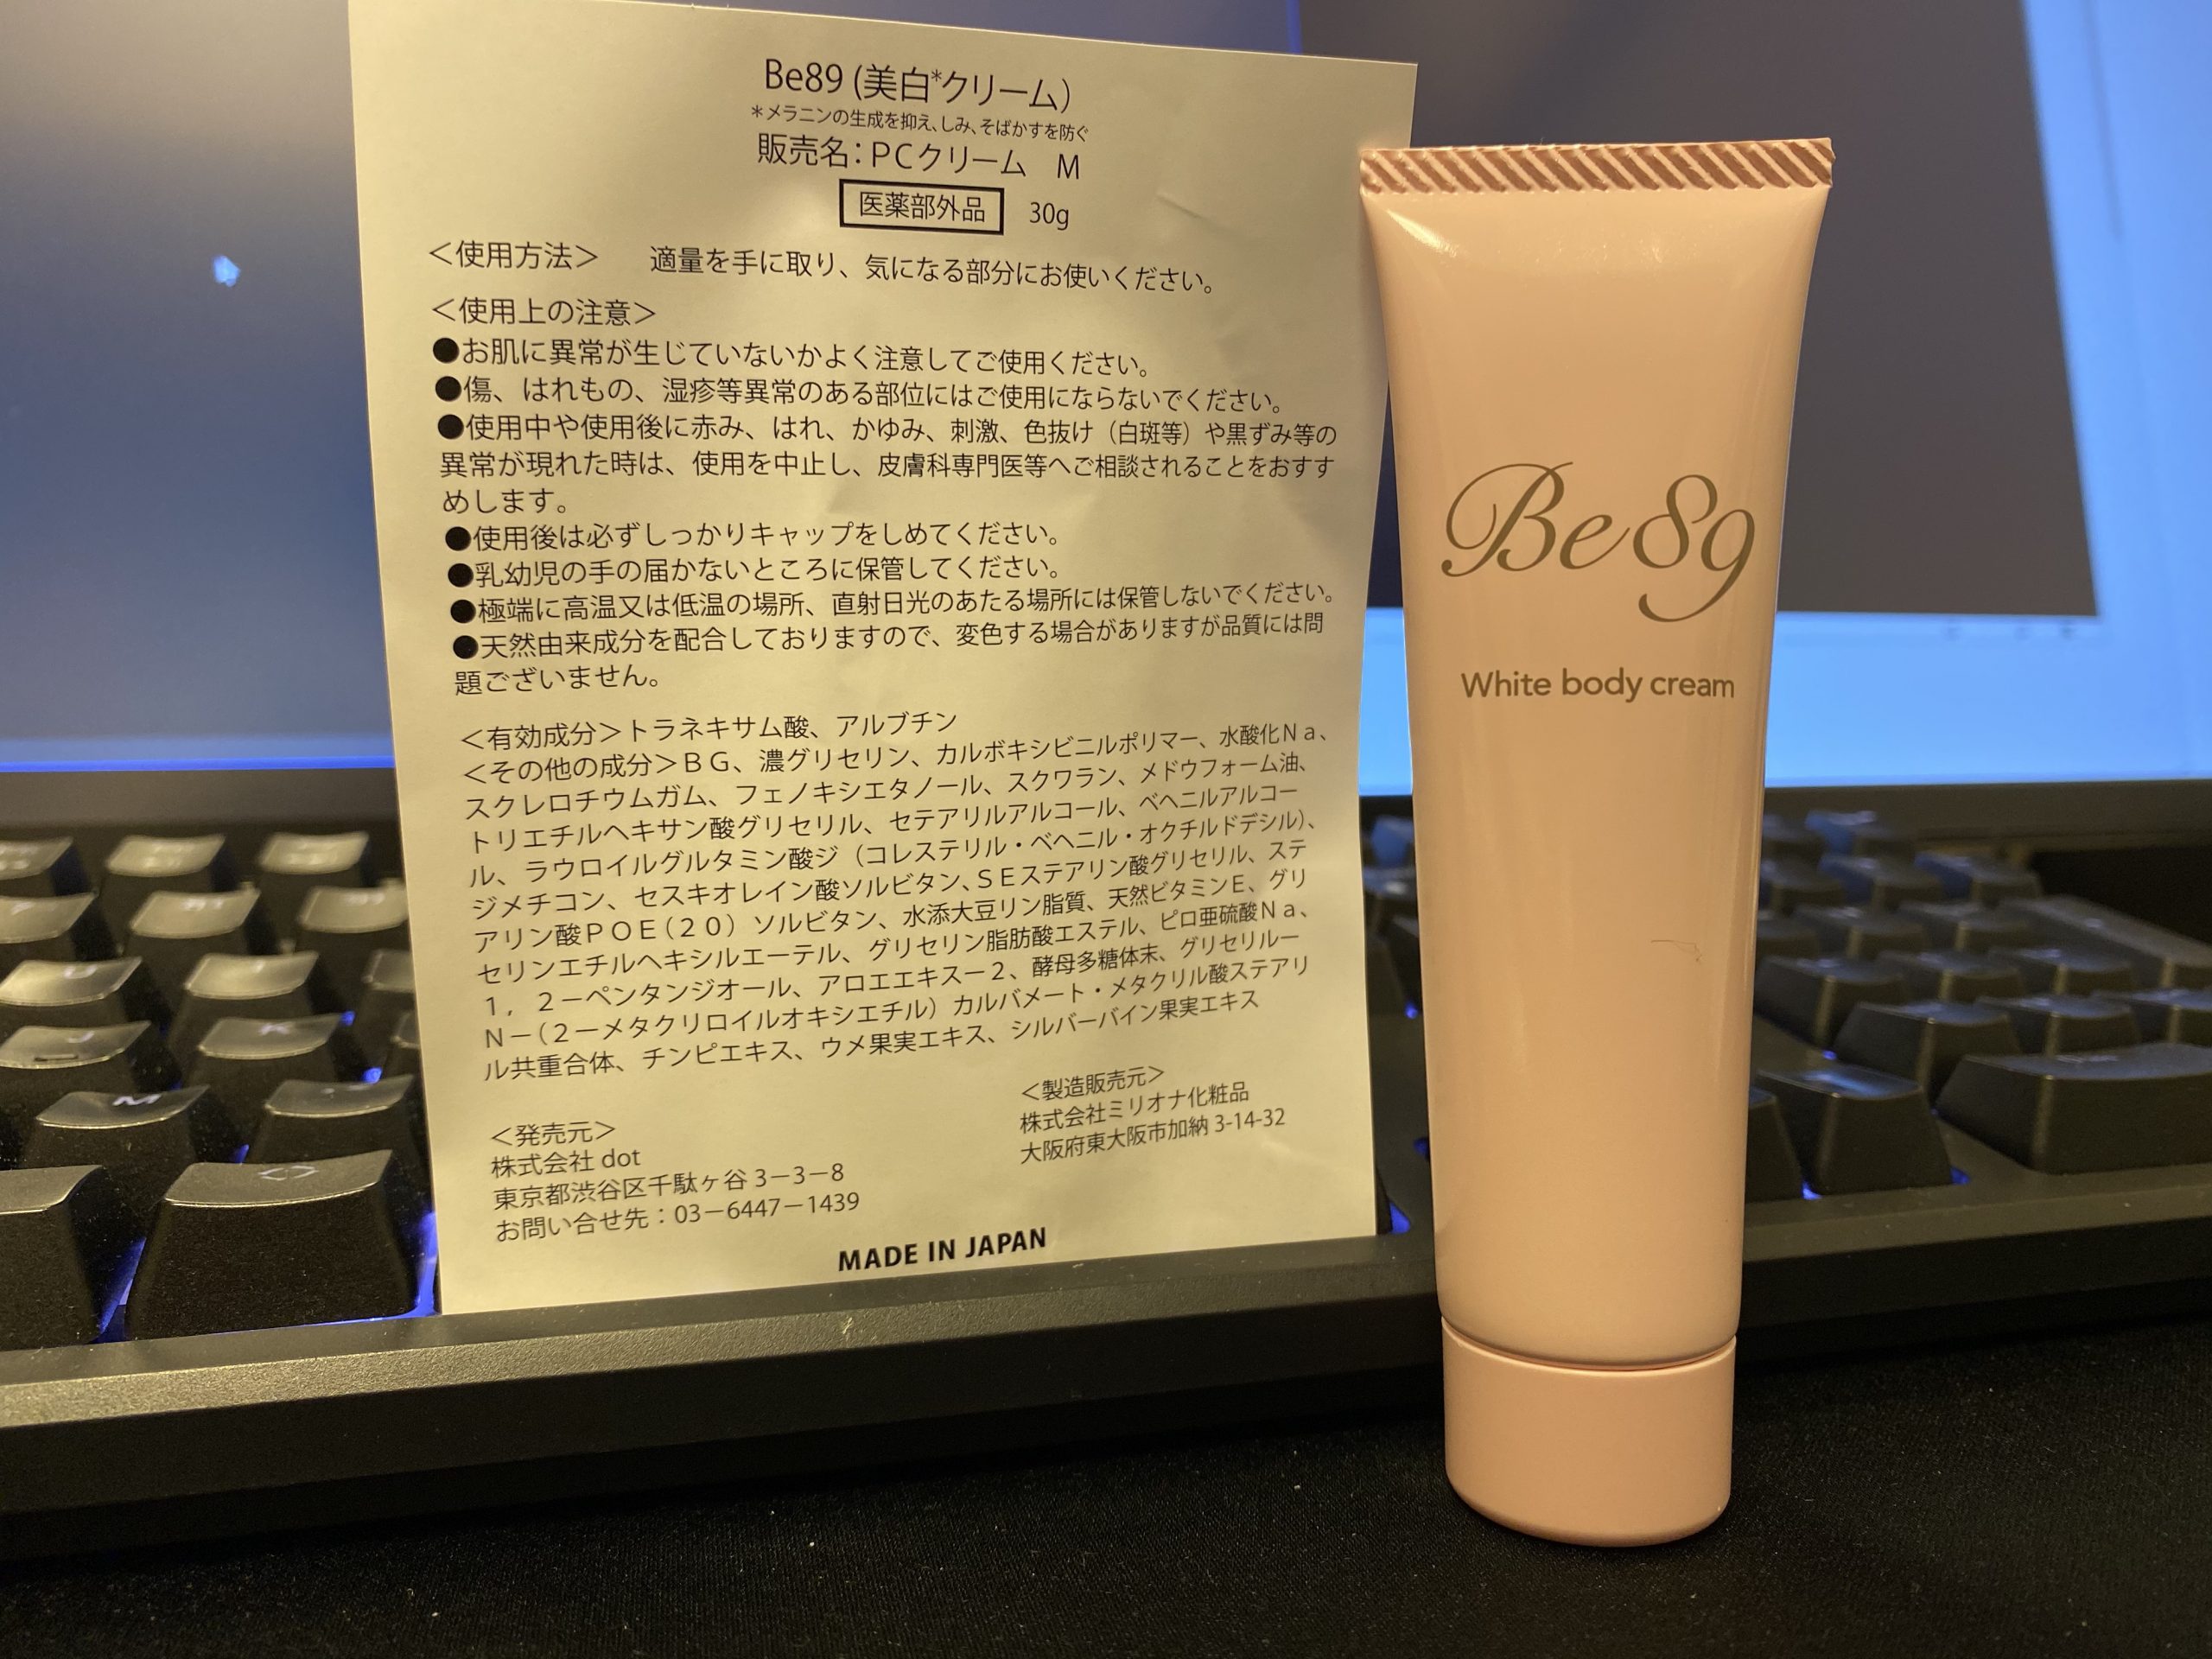 Be89 (美白*クリーム)
＊メラニンの生成を抑え、しみ、そばかすを防ぐ
販売名：ＰＣクリーム　Ｍ
医薬部外品　30g
＜使用方法＞　適量を手に取り、気になる部分にお使いください。
＜使用上の注意＞
●お肌に異常が生じていないかよく注意してご使用ください。
●傷、はれもの、湿疹等異常のある部位にはご使用にならないでください。
●使用中や使用後に赤み、はれ、かゆみ、刺激、色抜け（白斑等）や黒ずみ等の
異常が現れた時は、使用を中止し、皮膚科専門医等へご相談されることをおすす
めします。
●使用後は必ずしっかりキャップをしめてください。
●乳幼児の手の届かないところに保管してください。
●極端に高温又は低温の場所、直射日光のあたる場所には保管しないでください。
●天然由来成分を配合しておりますので、変色する場合がありますが品質には問
題ございません。
＜有効成分＞トラネキサム酸、アルブチン
＜その他の成分＞ＢＧ、濃グリセリン、カルボキシビニルポリマー、水酸化Ｎａ、
スクレロチウムガム、フェノキシエタノール、スクワラン、メドウフォーム油、
トリエチルヘキサン酸グリセリル、セテアリルアルコール、ベヘニルアルコー
ル、ラウロイルグルタミン酸ジ（コレステリル・ベヘニル・オクチルドデシル）、
ジメチコン、セスキオレイン酸ソルビタン、ＳＥステアリン酸グリセリル、ステ
アリン酸ＰＯＥ（２０）ソルビタン、水添大豆リン脂質、天然ビタミンＥ、グリ
セリンエチルヘキシルエーテル、グリセリン脂肪酸エステル、ピロ亜硫酸Ｎａ、
１，２－ペンタンジオール、アロエエキス－２、酵母多糖体末、グリセリル－
Ｎ－（２－メタクリロイルオキシエチル）カルバメート・メタクリル酸ステアリ
ル共重合体、チンピエキス、ウメ果実エキス、シルバーバイン果実エキス
＜発売元＞
株式会社 dot
東京都渋谷区千駄ヶ谷 3－3－8
お問い合せ先：03－6447－1439
＜製造販売元＞
株式会社ミリオナ化粧品
大阪府東大阪市加納 3-14-32
MADE IN JAPAN
Be89
White body cream
M
K
J